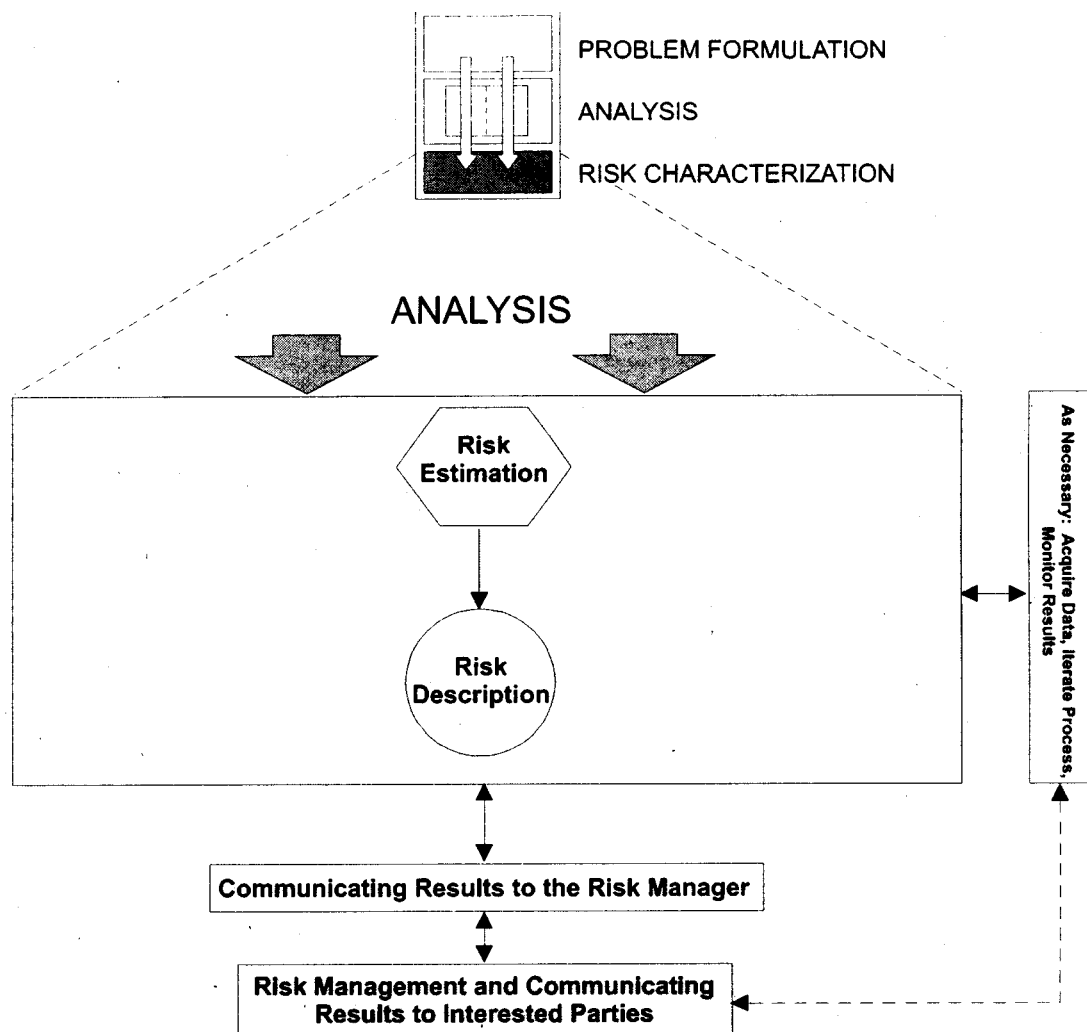 PROBLEM FORMULATION
ANALYSIS
RISK CHARACTERIZATION
ANALYSIS
Risk
Estimation
Risk
Description
As Necessary: Acquire Data, Iterate Process,
Monitor Results
Communicating Results to the Risk Manager
Risk Management and Communicating
Results to Interested Parties